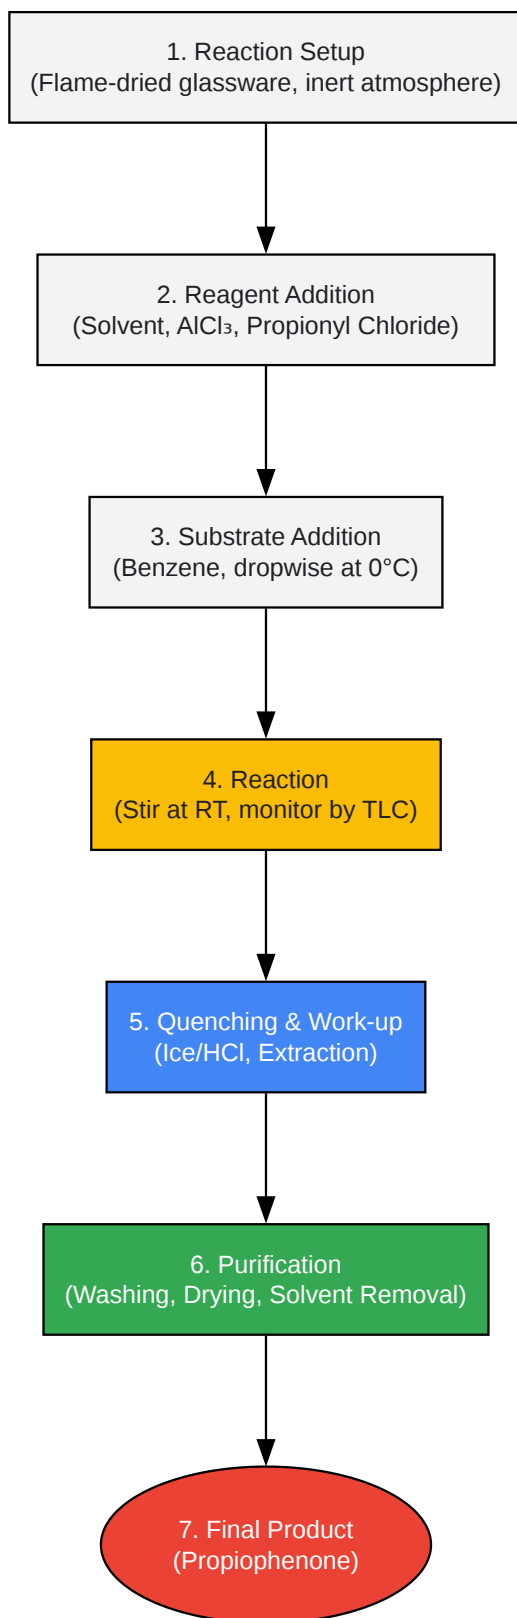 1. Reaction Setup
(Flame-dried glassware, inert atmosphere)
2. Reagent Addition
(Solvent, AlCl₃, Propionyl Chloride)
3. Substrate Addition
(Benzene, dropwise at 0°C)
4. Reaction
(Stir at RT, monitor by TLC)
5. Quenching & Work-up
(Ice/HCl, Extraction)
6. Purification
(Washing, Drying, Solvent Removal)
7. Final Product
(Propiophenone)